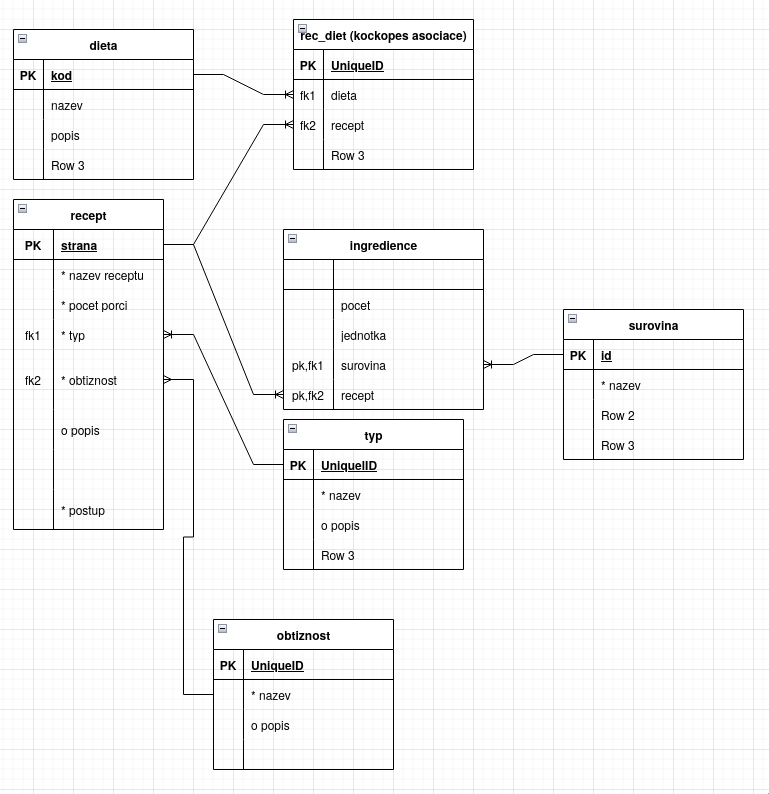 dieta
PK kod
nazev
popis
Row 3
rec_diet (kockopes asociace)
PK UniqueID
fk1 dieta
fk2 recept
Row 3
recept
PK strana
* nazev receptu
* pocet porci
fk1 * typ
fk2 * obtiznost
o popis
* postup
ingredience
pocet
jednotka
pk,fk1 surovina
pk,fk2 recept
surovina
PK id
* nazev
Row 2
Row 3
typ
PK UniqueID
* nazev
o popis
Row 3
obtiznost
PK UniqueID
* nazev
o popis